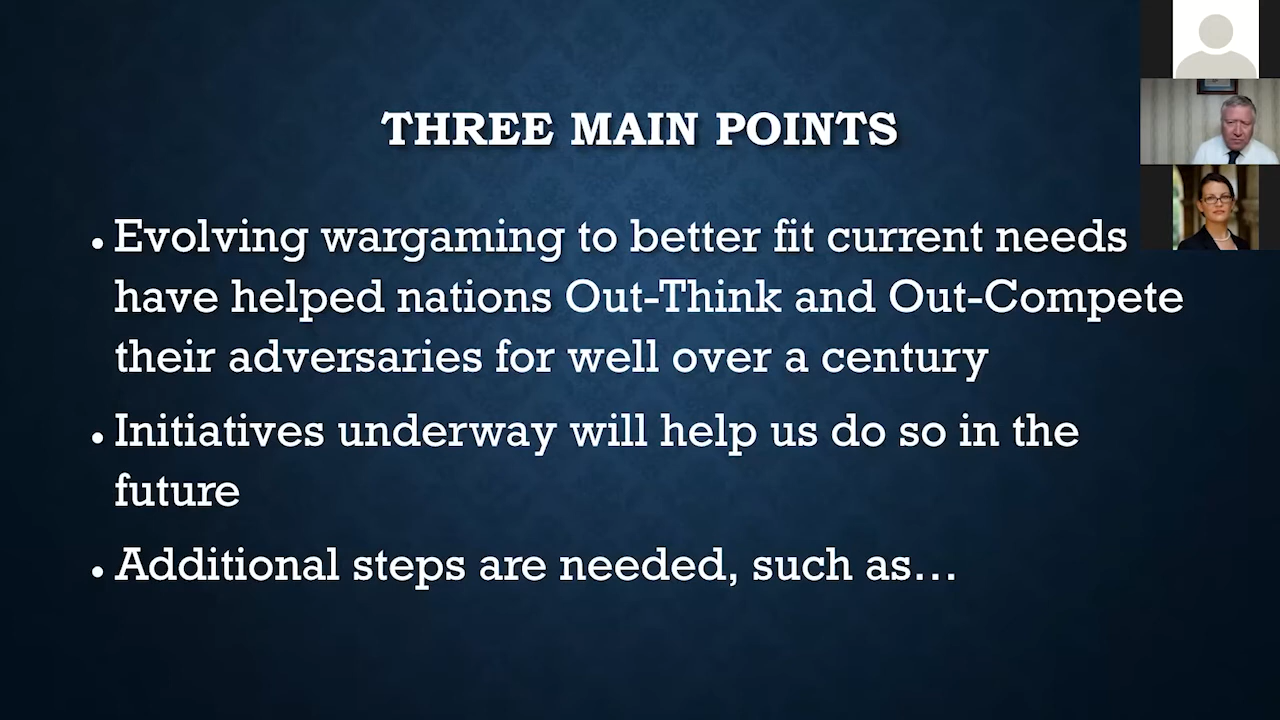 THREE MAIN POINTS
• Evolving wargaming to better fit current needs
have helped nations Out-Think and Out-Compete
their adversaries for well over a century
• Initiatives underway will help us do so in the
future
• Additional steps are needed, such as...